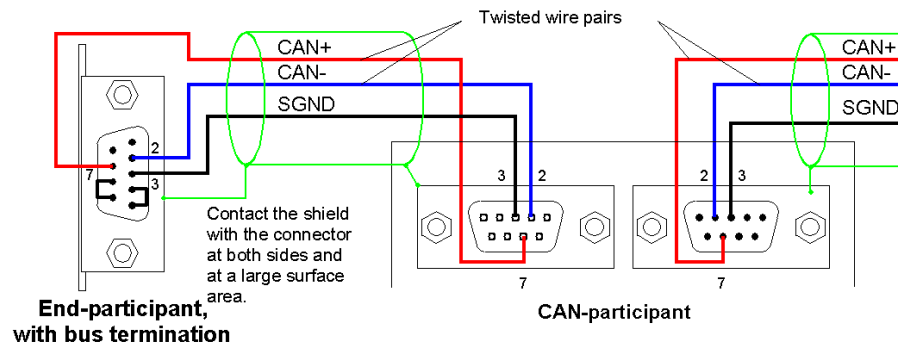 Twisted wire pairs
CAN+
CAN-
SGND
CAN+
CAN-
SGND
2
7
3
3
2
2
3
7
7
Contact the shield
with the connector
at both sides and
at a large surface
area.
End-participant,
with bus termination
CAN-participant